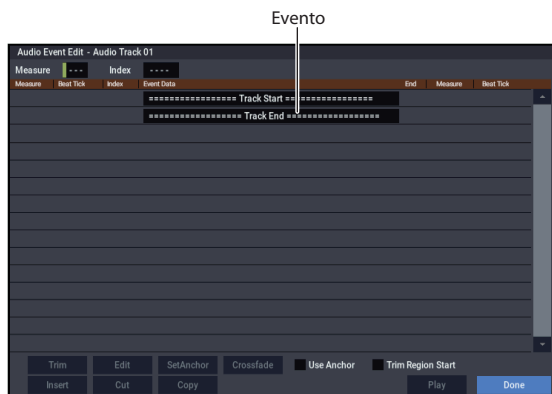 Evento
Audio Event Edit - Audio Track 01
Measure --- Index ----
Measure Beat Tick Index Event Data End Measure Beat Tick
================= Track Start =================
================== Track End ==================
Trim Edit SetAnchor Crossfade Use Anchor Trim Region Start
Insert Cut Copy Play Done